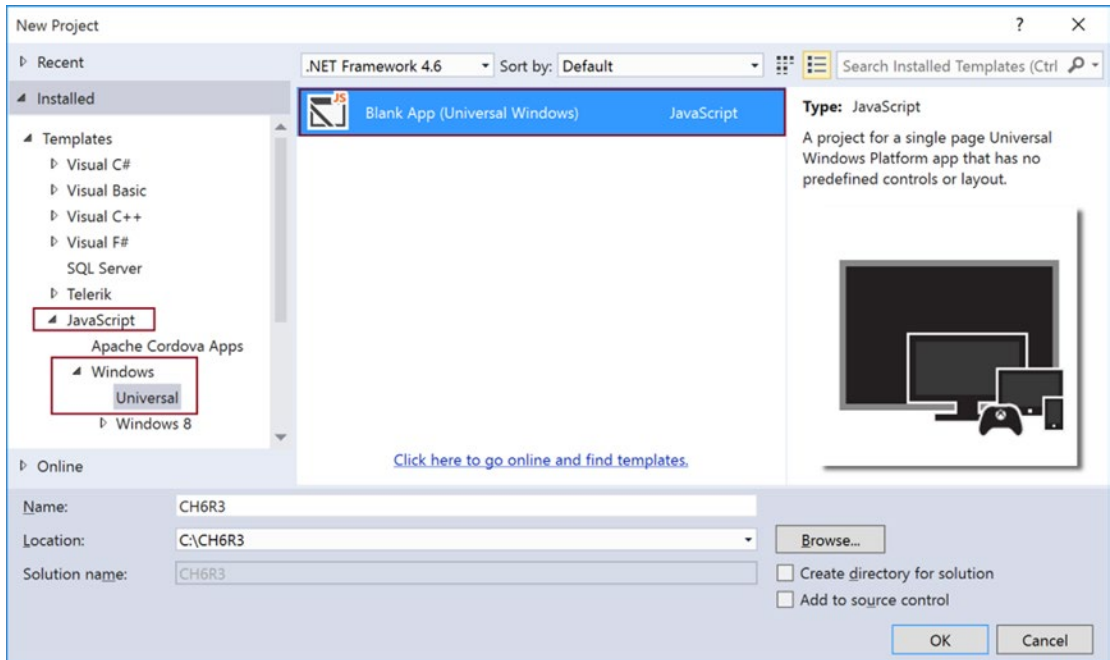 New Project ?
Recent
.NET Framework 4.6 Sort by: Default Search Installed Templates (Ctrl
Installed
Templates
Visual C#
Visual Basic
Visual C++
Visual F#
SQL Server
Telerik
JavaScript
Apache Cordova Apps
Windows
Universal
Windows 8
Online
JS Blank App (Universal Windows) JavaScript
Click here to go online and find templates.
Type: JavaScript
A project for a single page Universal
Windows Platform app that has no
predefined controls or layout.
Name: CH6R3
Location: C:\CH6R3 Browse...
Solution name: CH6R3
Create directory for solution
Add to source control
OK Cancel